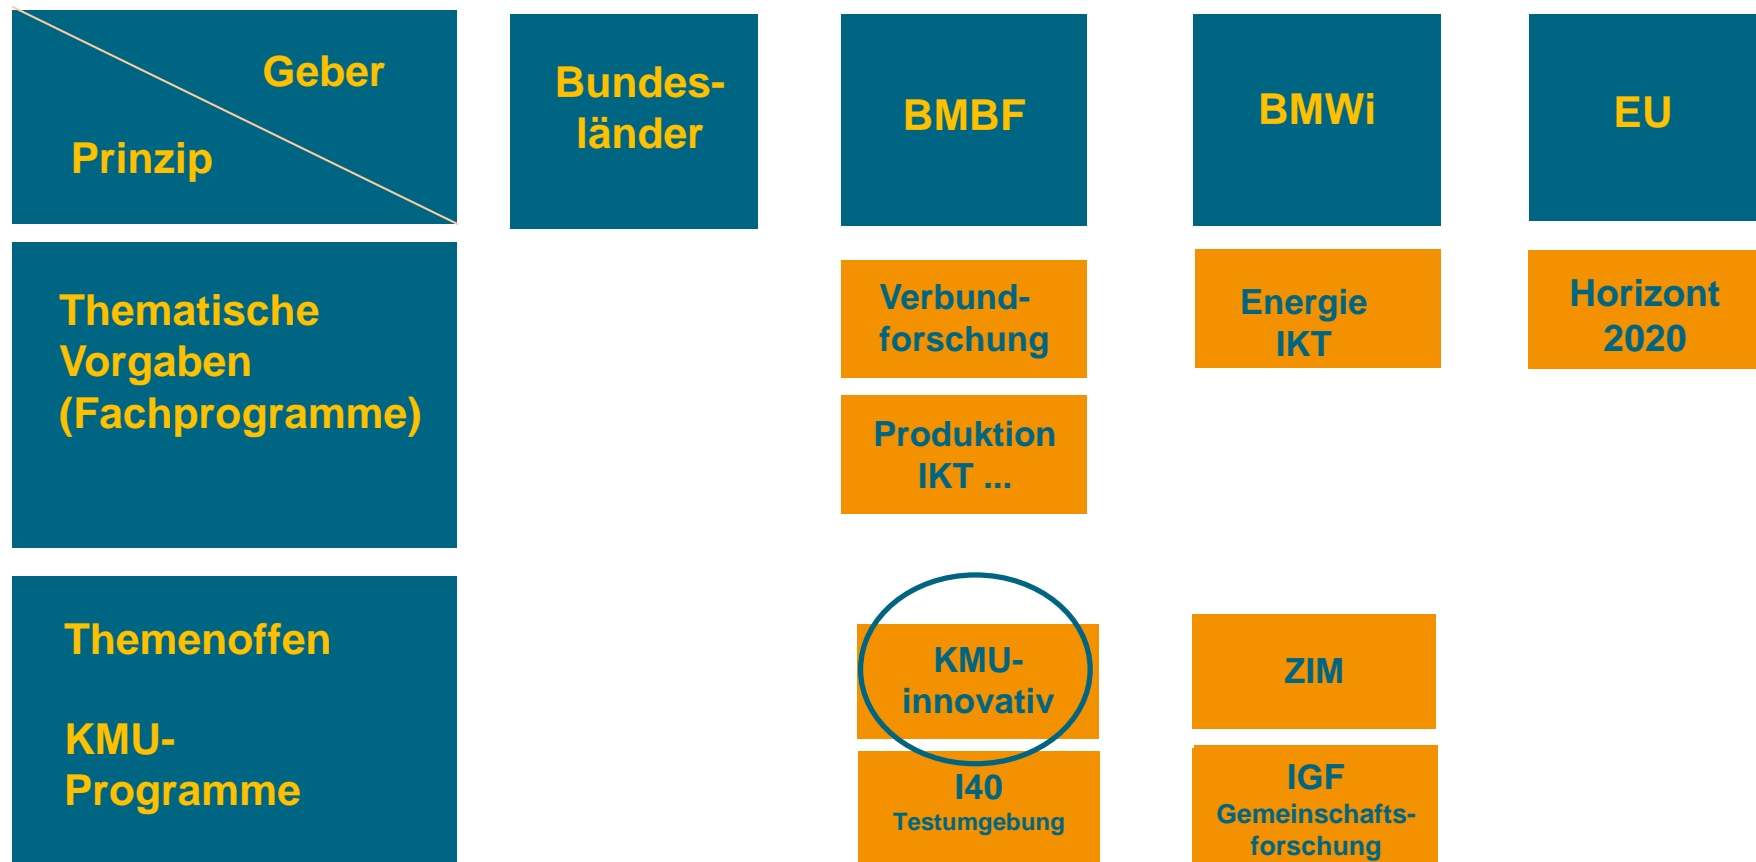 Geber
Prinzip
Bundes-
länder
BMBF
BMWi
EU
Thematische
Vorgaben
(Fachprogramme)
Verbund-
forschung
Energie
IKT
Horizont
2020
Produktion
IKT ...
Themenoffen
KMU-
Programme
KMU-
innovativ
ZIM
I40
Testumgebung
IGF
Gemeinschafts-
forschung